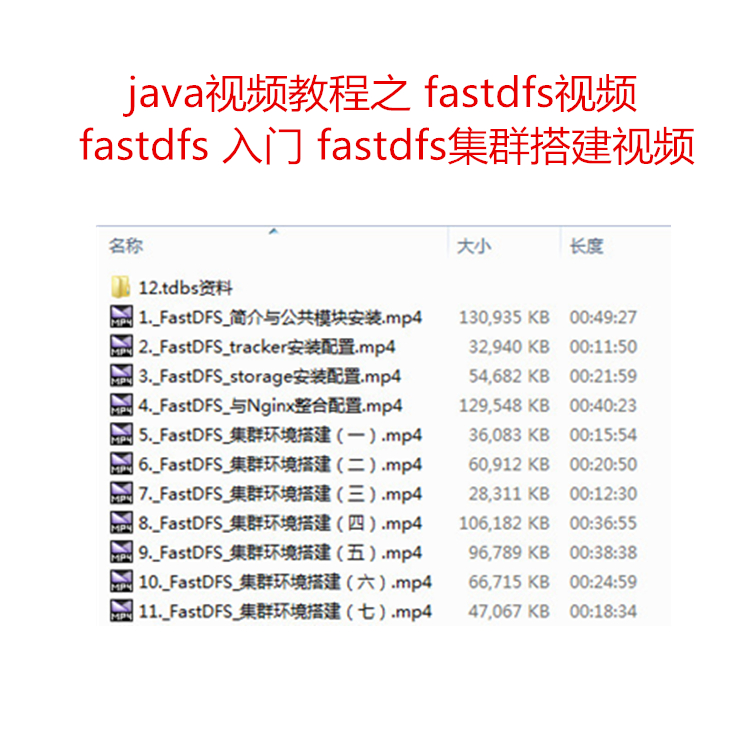 java视频教程之 fastdfs视频
fastdfs 入门 fastdfs集群搭建视频
名称 大小 长度
12.tdbs资料
1._FastDFS_简介与公共模块安装.mp4 130,935 KB 00:49:27
2._FastDFS_tracker安装配置.mp4 32,940 KB 00:11:50
3._FastDFS_storage安装配置.mp4 54,682 KB 00:21:59
4._FastDFS_与Nginx整合配置.mp4 129,548 KB 00:40:23
5._FastDFS_集群环境搭建（一）.mp4 36,083 KB 00:15:54
6._FastDFS_集群环境搭建（二）.mp4 60,912 KB 00:20:50
7._FastDFS_集群环境搭建（三）.mp4 28,311 KB 00:12:30
8._FastDFS_集群环境搭建（四）.mp4 106,182 KB 00:36:55
9._FastDFS_集群环境搭建（五）.mp4 96,789 KB 00:38:38
10._FastDFS_集群环境搭建（六）.mp4 66,715 KB 00:24:59
11._FastDFS_集群环境搭建（七）.mp4 47,067 KB 00:18:34